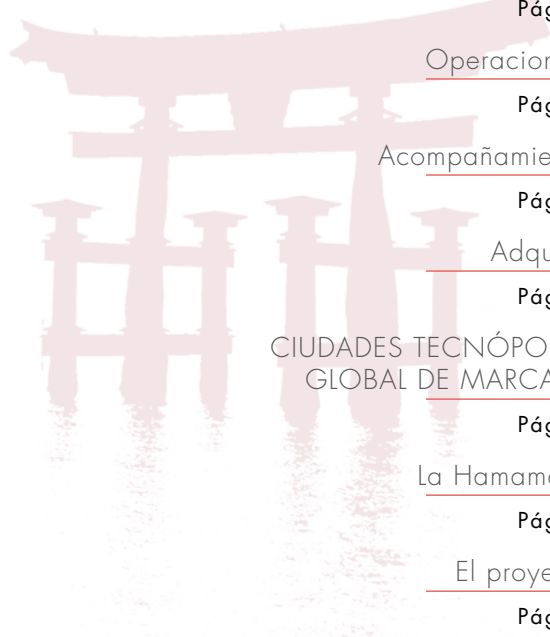 Pág
Operacion
Pág
Acompañamie
Pág
Adqu
Pág
CIUDADES TECNÓPO
GLOBAL DE MARCA
Pág
La Hamama
Pág
El proye
Pág